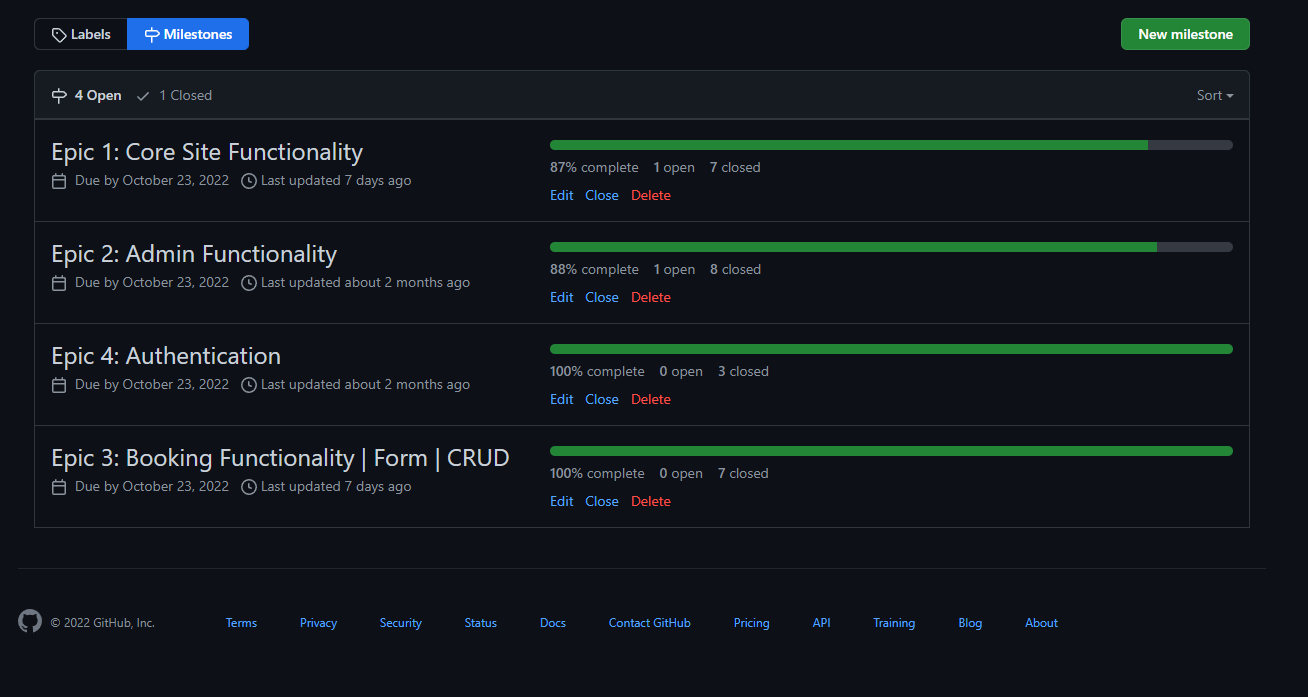 Labels Milestones New milestone
4 Open 1 Closed Sort
Epic 1: Core Site Functionality
Due by October 23, 2022 Last updated 7 days ago
87% complete 1 open 7 closed
Edit Close Delete
Epic 2: Admin Functionality
Due by October 23, 2022 Last updated about 2 months ago
88% complete 1 open 8 closed
Edit Close Delete
Epic 4: Authentication
Due by October 23, 2022 Last updated about 2 months ago
100% complete 0 open 3 closed
Edit Close Delete
Epic 3: Booking Functionality | Form | CRUD
Due by October 23, 2022 Last updated 7 days ago
100% complete 0 open 7 closed
Edit Close Delete
© 2022 GitHub, Inc. Terms Privacy Security Status Docs Contact GitHub Pricing API Training Blog About